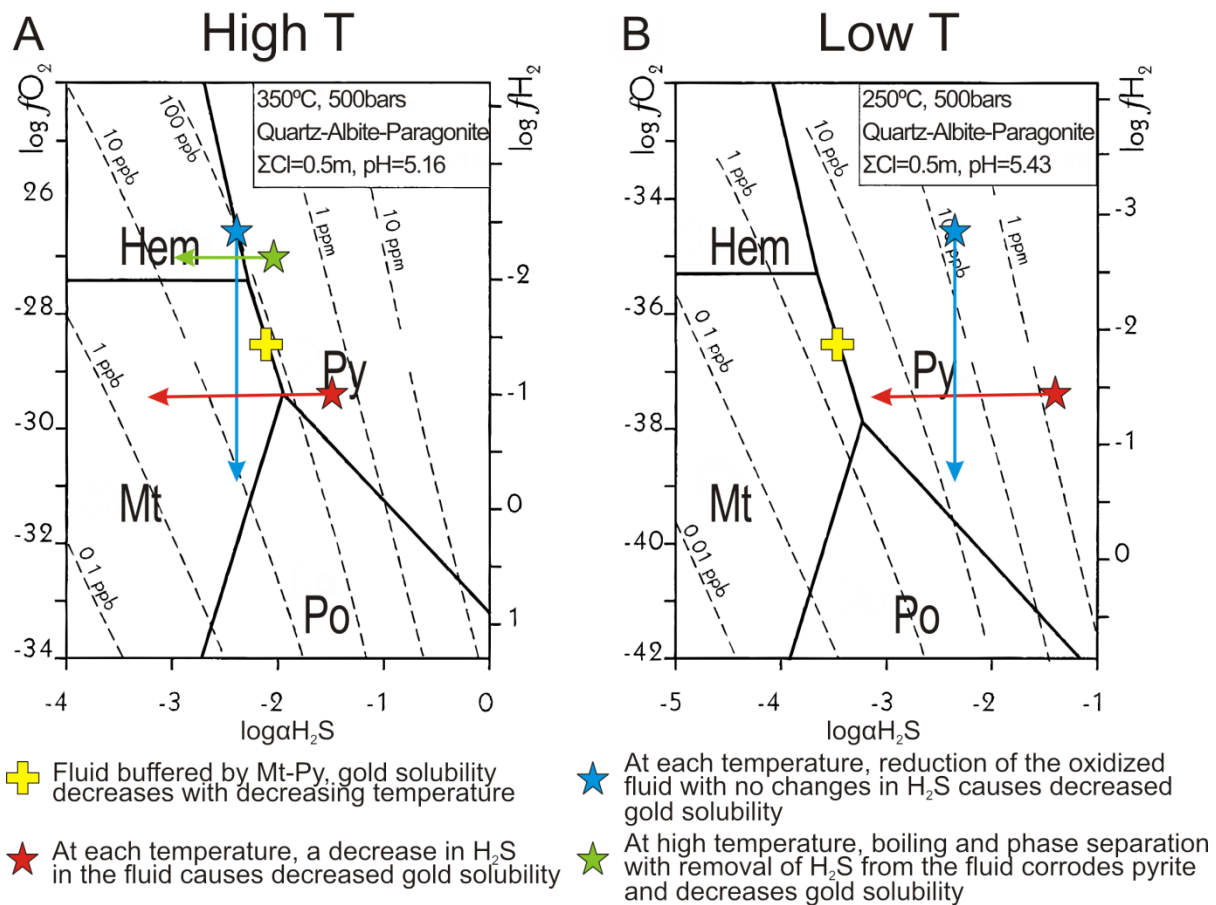 A
High T
B
Low T
log fO2
log fH2
350ºC, 500bars
Quartz-Albite-Paragonite
ΣCl=0.5m, pH=5.16
10 ppb
100 ppb
1 ppm
10 ppm
1 ppb
0 1 ppb
Hem
Py
Mt
Po
26
-28
-30
-32
-34
-2
-1
0
1
-4
-3
-2
-1
0
logαH2S
log fO2
log fH2
250ºC, 500bars
Quartz-Albite-Paragonite
ΣCl=0.5m, pH=5.43
1 ppb
10 ppb
1 ppm
0 1 ppb
0 01 ppb
Hem
Py
Mt
Po
-34
-36
-38
-40
-42
-3
-2
-1
0
-5
-4
-3
-2
-1
logαH2S
Fluid buffered by Mt-Py, gold solubility
decreases with decreasing temperature
At each temperature, a decrease in H2S
in the fluid causes decreased gold solubility
At each temperature, reduction of the oxidized
fluid with no changes in H2S causes decreased
gold solubility
At high temperature, boiling and phase separation
with removal of H2S from the fluid corrodes pyrite
and decreases gold solubility